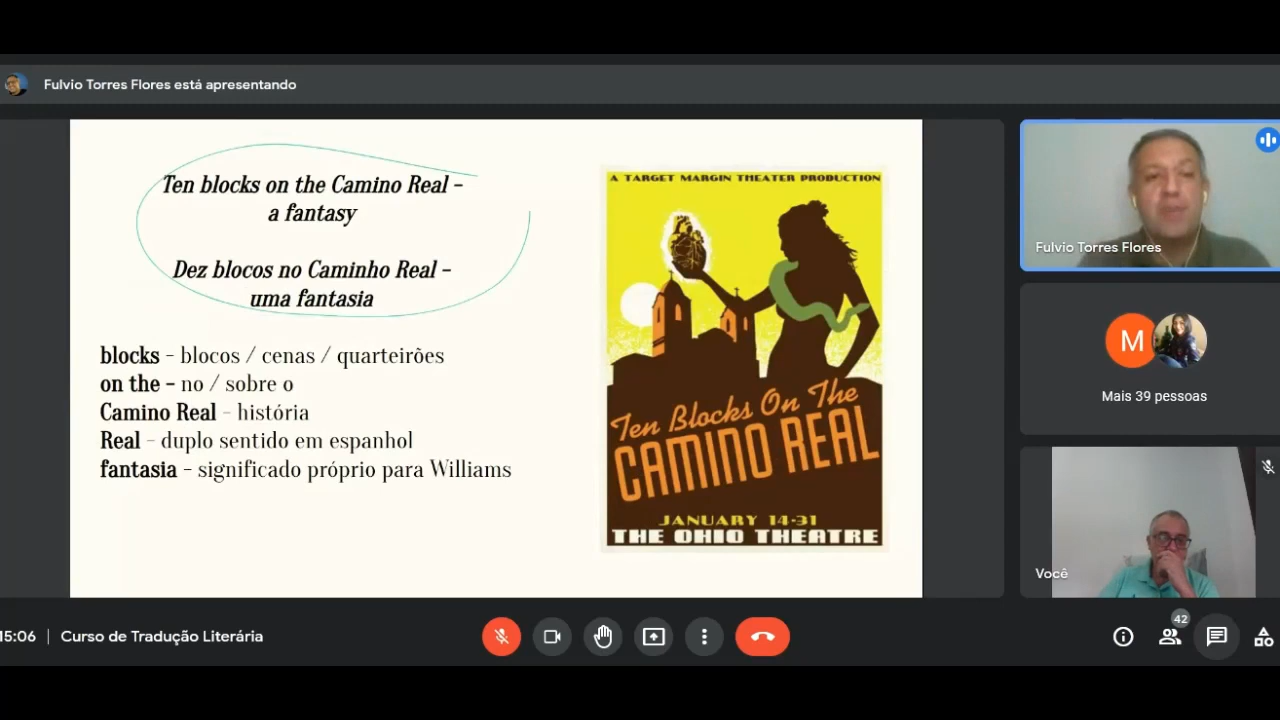 Fulvio Torres Flores está apresentando
Ten blocks on the Camino Real –
a fantasy
Dez blocos no Caminho Real –
uma fantasia
blocks – blocos / cenas / quarteirões
on the – no / sobre o
Camino Real – história
Real – duplo sentido em espanhol
fantasia – significado próprio para Williams
A TARGET MARGIN THEATER PRODUCTION
Ten Blocks On The
CAMINO REAL
JANUARY 14-31
THE OHIO THEATRE
Fulvio Torres Flores
M
Mais 39 pessoas
Você
15:06 | Curso de Tradução Literária
42